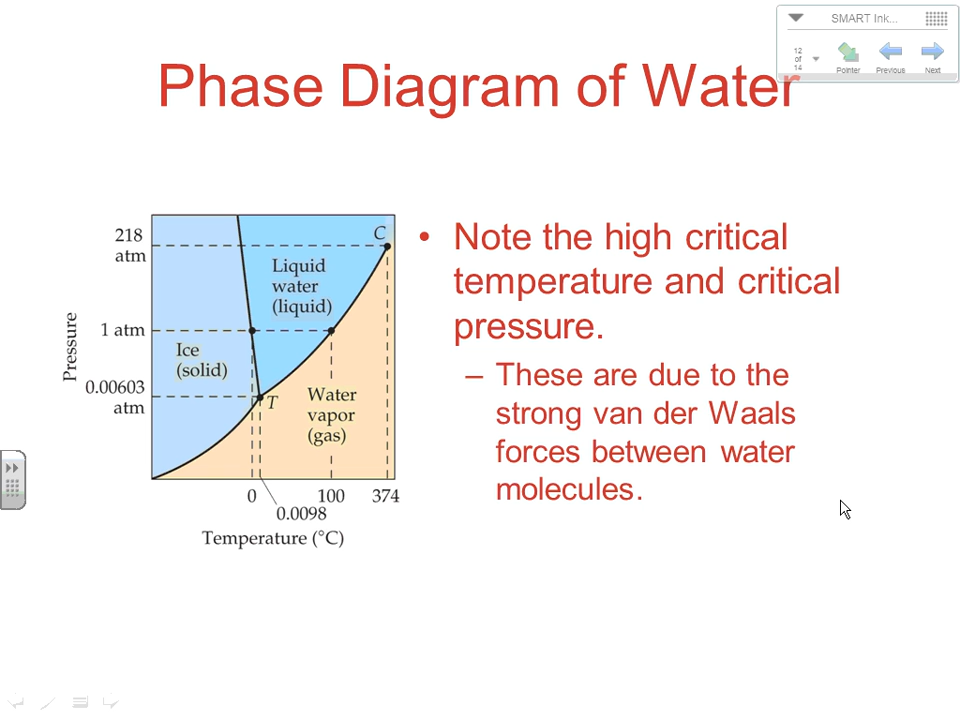 SMART Ink...
12
of
14
Pointer
Previous
Next
Phase Diagram of Water
218
atm
C
Liquid
water
(liquid)
1 atm
Ice
(solid)
0.00603
atm
T
Water
vapor
(gas)
Pressure
0
100
374
0.0098
Temperature (°C)
• Note the high critical
temperature and critical
pressure.
– These are due to the
strong van der Waals
forces between water
molecules.